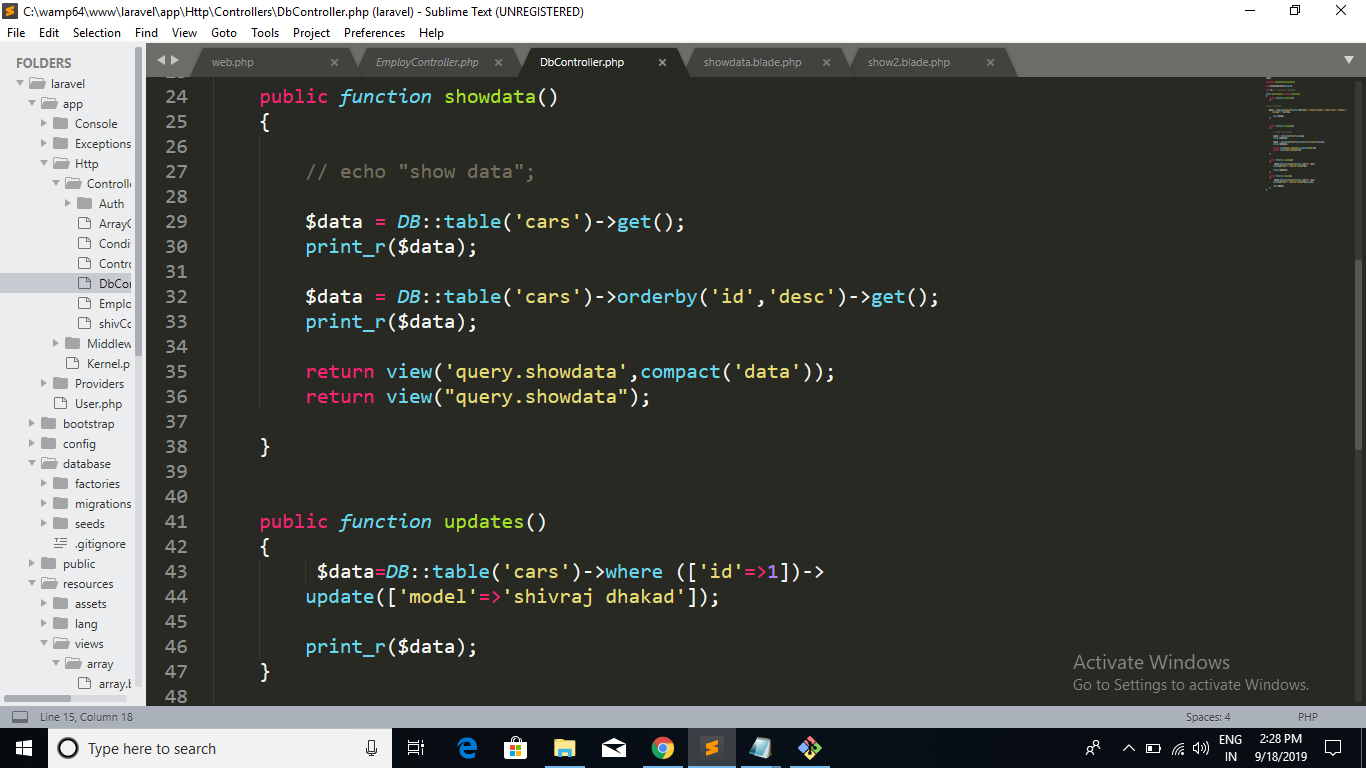 C:\wamp64\www\laravel\app\Http\Controllers\DbController.php (laravel) - Sublime Text (UNREGISTERED)
File Edit Selection Find View Goto Tools Project Preferences Help
FOLDERS
laravel
app
Console
Exceptions
Http
Controlle
Auth
ArrayC
Condi
Contro
DbCon
Emplo
shivCo
Middlew
Kernel.p
Providers
User.php
bootstrap
config
database
factories
migrations
seeds
.gitignore
public
resources
assets
lang
views
array
array.b
web.php EmployController.php DbController.php showdata.blade.php show2.blade.php
24 public function showdata()
25 {
26
27 // echo "show data";
28
29 $data = DB::table('cars')->get();
30 print_r($data);
31
32 $data = DB::table('cars')->orderby('id','desc')->get();
33 print_r($data);
34
35 return view('query.showdata',compact('data'));
36 return view("query.showdata");
37
38 }
39
40
41 public function updates()
42 {
43 $data=DB::table('cars')->where (['id'=>1])->
44 update(['model'=>'shivraj dhakad']);
45
46 print_r($data);
47 }
48
Activate Windows
Go to Settings to activate Windows.
Line 15, Column 18 Spaces: 4 PHP
Type here to search
ENG
IN
2:28 PM
9/18/2019